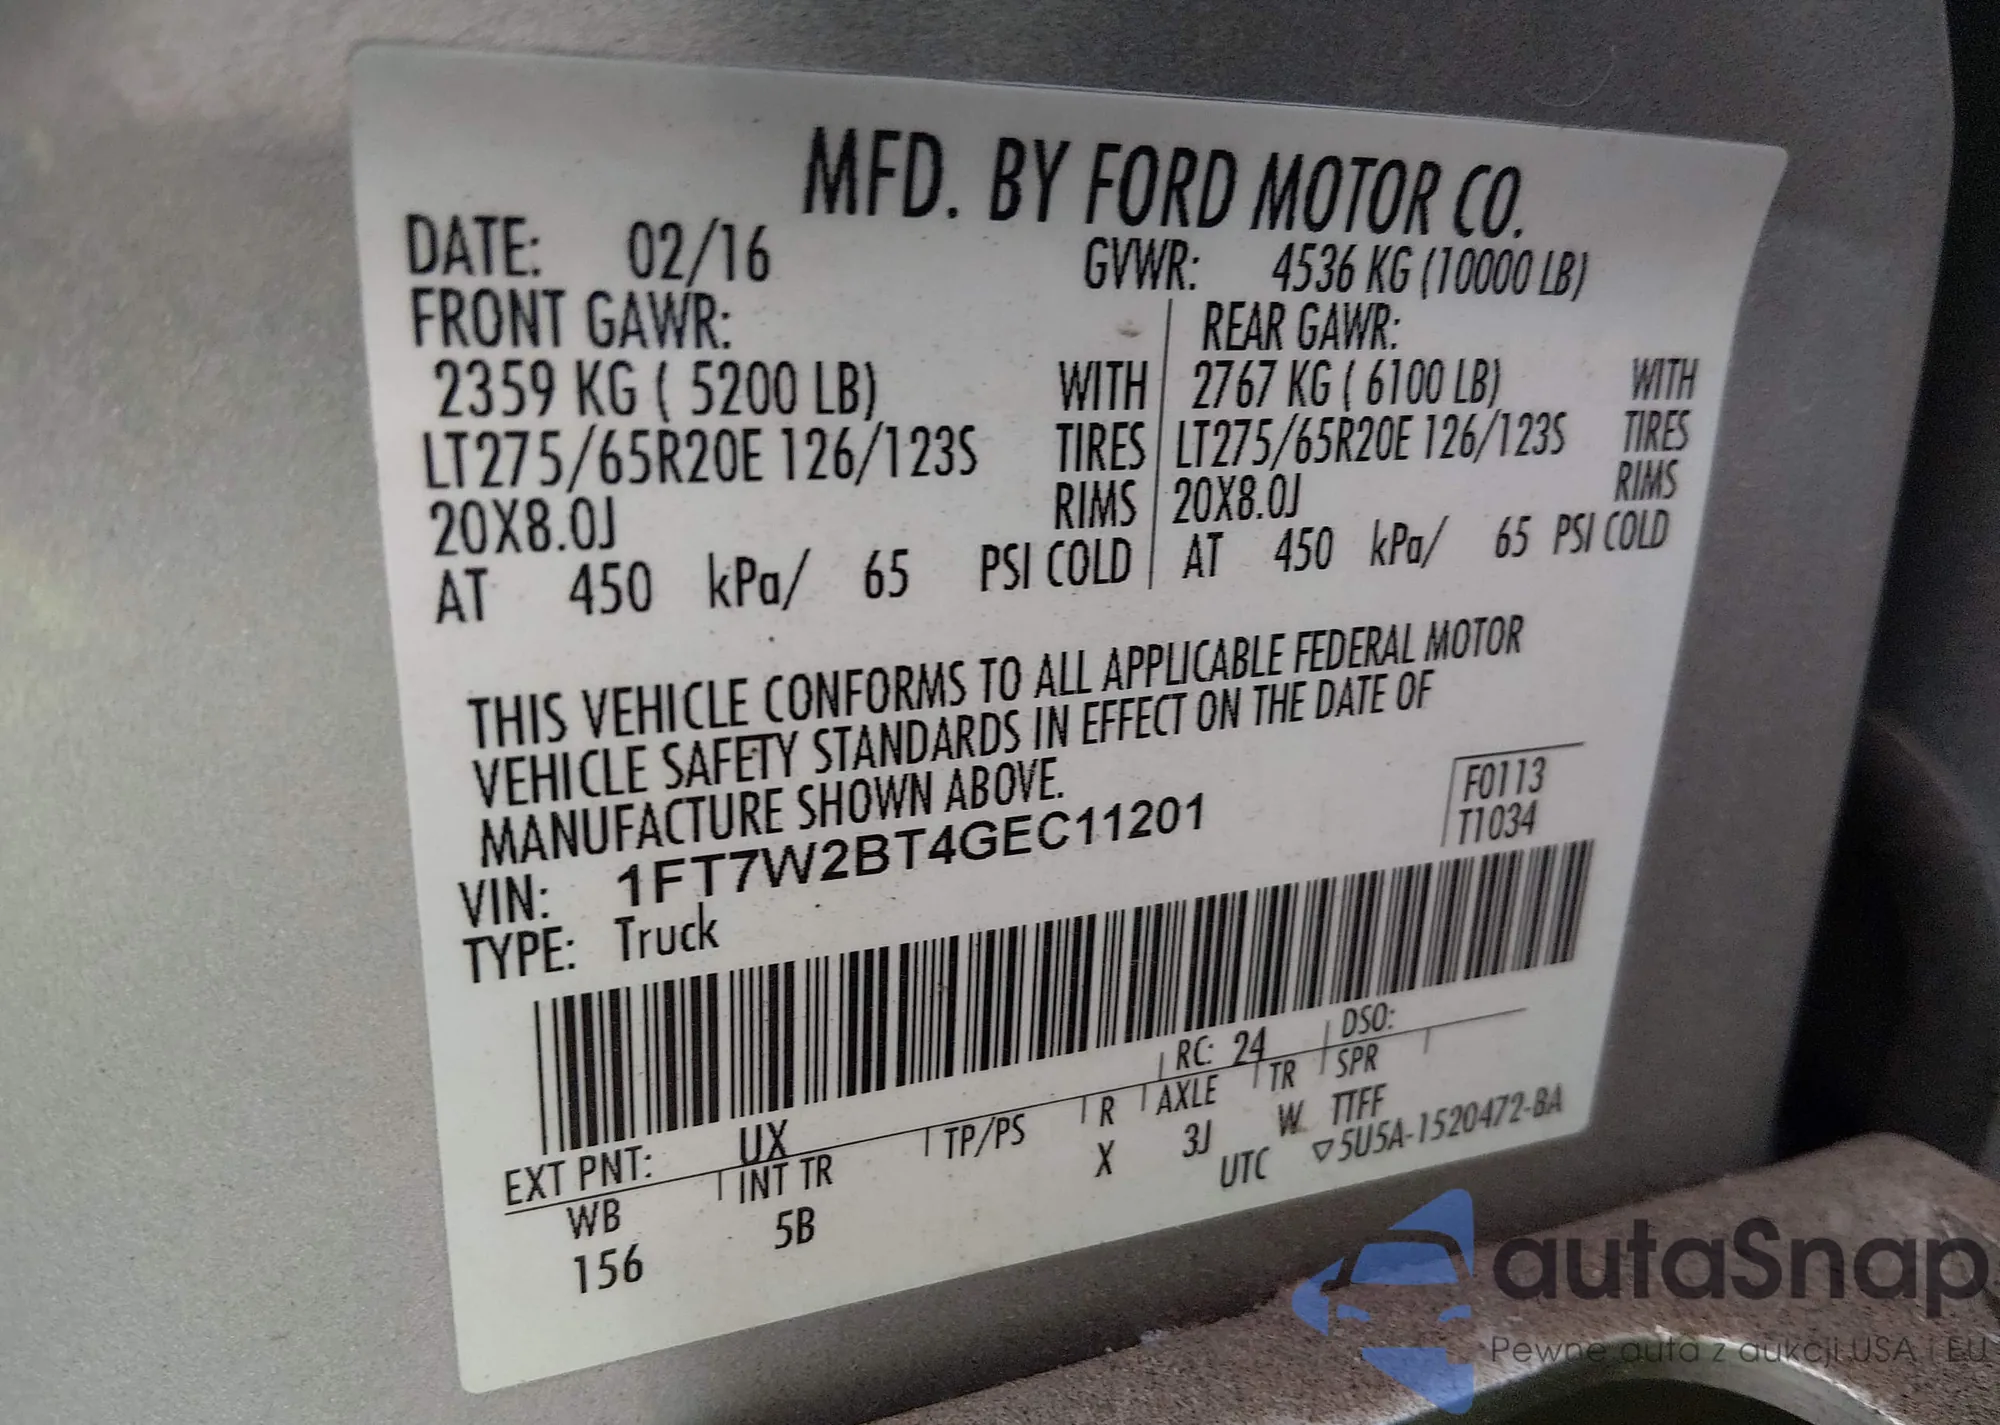 MFD. BY FORD MOTOR CO.
DATE: 02/16 GVWR: 4536 KG (10000 LB)
FRONT GAWR: REAR GAWR:
2359 KG ( 5200 LB) WITH 2767 KG ( 6100 LB) WITH
LT275/65R20E 126/123S TIRES LT275/65R20E 126/123S TIRES
20X8.0J RIMS 20X8.0J RIMS
AT 450 kPa/ 65 PSI COLD AT 450 kPa/ 65 PSI COLD
THIS VEHICLE CONFORMS TO ALL APPLICABLE FEDERAL MOTOR
VEHICLE SAFETY STANDARDS IN EFFECT ON THE DATE OF
MANUFACTURE SHOWN ABOVE.
F0113
T1034
VIN: 1FT7W2BT4GEC11201
TYPE: Truck
EXT PNT: UX RC: 24 DSO:
WB INT TR TP/PS R AXLE TR SPR
156 5B X 3J W TTFF
UTC ▽5U5A-1520472-BA
autaSnap
Pewne auta z aukcji USA i EU